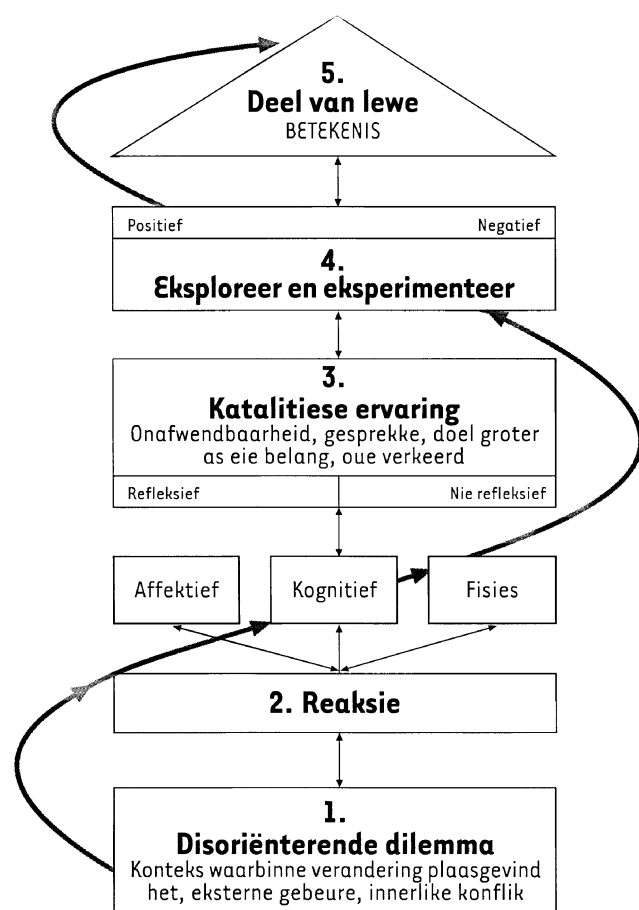 5.
Deel van lewe
BETEKENIS
Positief
Negatief
4.
Eksploreer en eksperimenteer
3.
Katalitiese ervaring
Onafwendbaarheid, gesprekke, doel groter
as eie belang, oue verkeerd
Refleksief
Nie refleksief
Affektief
Kognitief
Fisies
2. Reaksie
1.
Disoriënterende dilemma
Konteks waarbinne verandering plaasgevind
het, eksterne gebeure, innerlike konflik